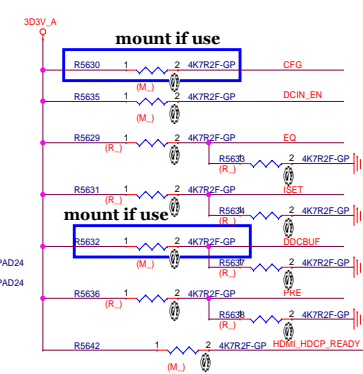 3D3V_A
mount if use
R5630 1 2 4K7R2F-GP CFG
(M_)
R5635 1 2 4K7R2F-GP DCIN_EN
(M_)
R5629 1 2 4K7R2F-GP EQ
(R_)
R5633 2 4K7R2F-GP
(R_)
R5631 1 2 4K7R2F-GP ISET
(R_)
R5634 2 4K7R2F-GP
(R_)
mount if use
R5632 1 2 4K7R2F-GP DDCBUF
(M_)
R5637 2 4K7R2F-GP
(R_)
PAD24
PAD24
R5636 1 2 4K7R2F-GP PRE
(R_)
R5638 2 4K7R2F-GP
(R_)
R5642 1 2 4K7R2F-GP HDMI_HDCP_READY
(M_)